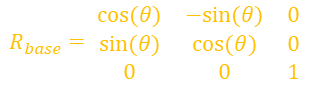 cos(θ) −sin(θ) 0
R_base = sin(θ) cos(θ) 0
0 0 1